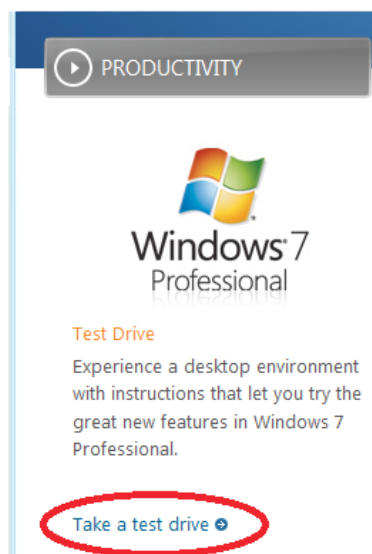 PRODUCTIVITY
Windows 7
Professional
Test Drive
Experience a desktop environment
with instructions that let you try the
great new features in Windows 7
Professional.
Take a test drive